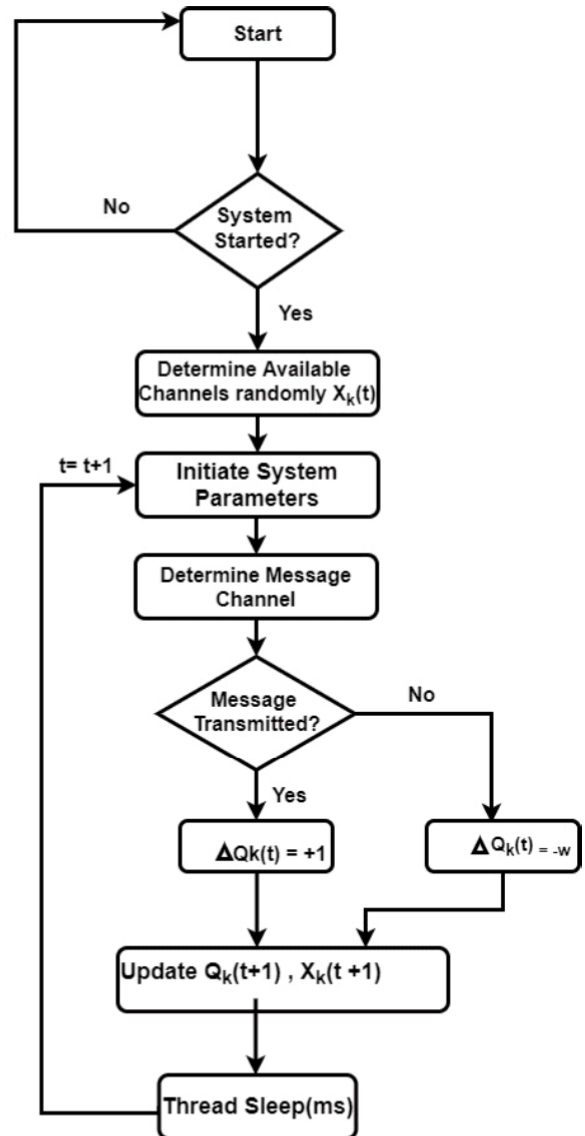 Start
No
System
Started?
Yes
Determine Available
Channels randomly Xₖ(t)
t= t+1
Initiate System
Parameters
Determine Message
Channel
Message
Transmitted?
No
Yes
ΔQk(t) = +1
ΔQₖ(t) = -w
Update Qₖ(t+1) , Xₖ(t +1)
Thread Sleep(ms)